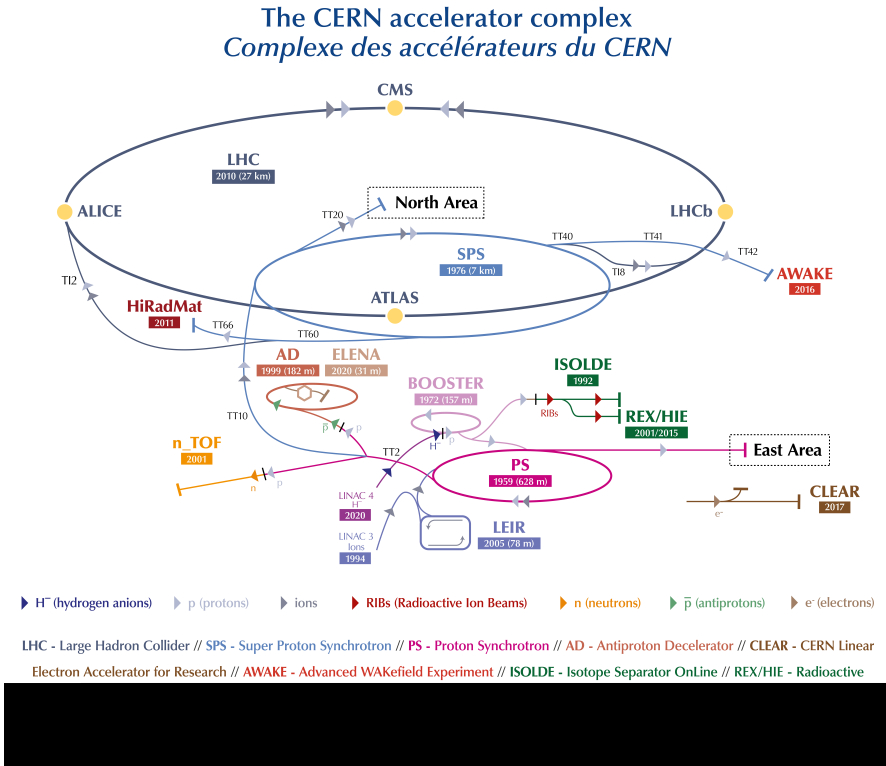 The CERN accelerator complex
Complexe des accélérateurs du CERN
CMS
LHC
2010 (27 km)
ALICE
TT20
North Area
LHCb
SPS
1976 (7 km)
TT40
TT41
TT42
TI2
TI8
AWAKE
2016
HiRadMat
2011
ATLAS
TT66
TT60
AD
1999 (182 m)
ELENA
2020 (31 m)
ISOLDE
1992
BOOSTER
1972 (157 m)
RIBs
REX/HIE
2001/2015
TT10
p̅
p
H⁻
p
n_TOF
2001
TT2
East Area
PS
1959 (628 m)
n
p
LINAC 4
H⁻
2020
CLEAR
2017
e⁻
LINAC 3
Ions
1994
LEIR
2005 (78 m)
H⁻ (hydrogen anions)
p (protons)
ions
RIBs (Radioactive Ion Beams)
n (neutrons)
p̅ (antiprotons)
e⁻ (electrons)
LHC - Large Hadron Collider // SPS - Super Proton Synchrotron // PS - Proton Synchrotron // AD - Antiproton Decelerator // CLEAR - CERN Linear
Electron Accelerator for Research // AWAKE - Advanced WAKefield Experiment // ISOLDE - Isotope Separator OnLine // REX/HIE - Radioactive